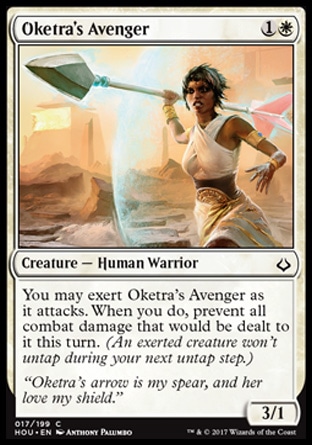 Oketra's Avenger 1
Creature — Human Warrior
You may exert Oketra's Avenger as
it attacks. When you do, prevent all
combat damage that would be dealt to
it this turn. (An exerted creature won't
untap during your next untap step.)
"Oketra's arrow is my spear, and her
love my shield."
3/1
017/199 C
HOU • EN Anthony Palumbo
™ & © 2017 Wizards of the Coast